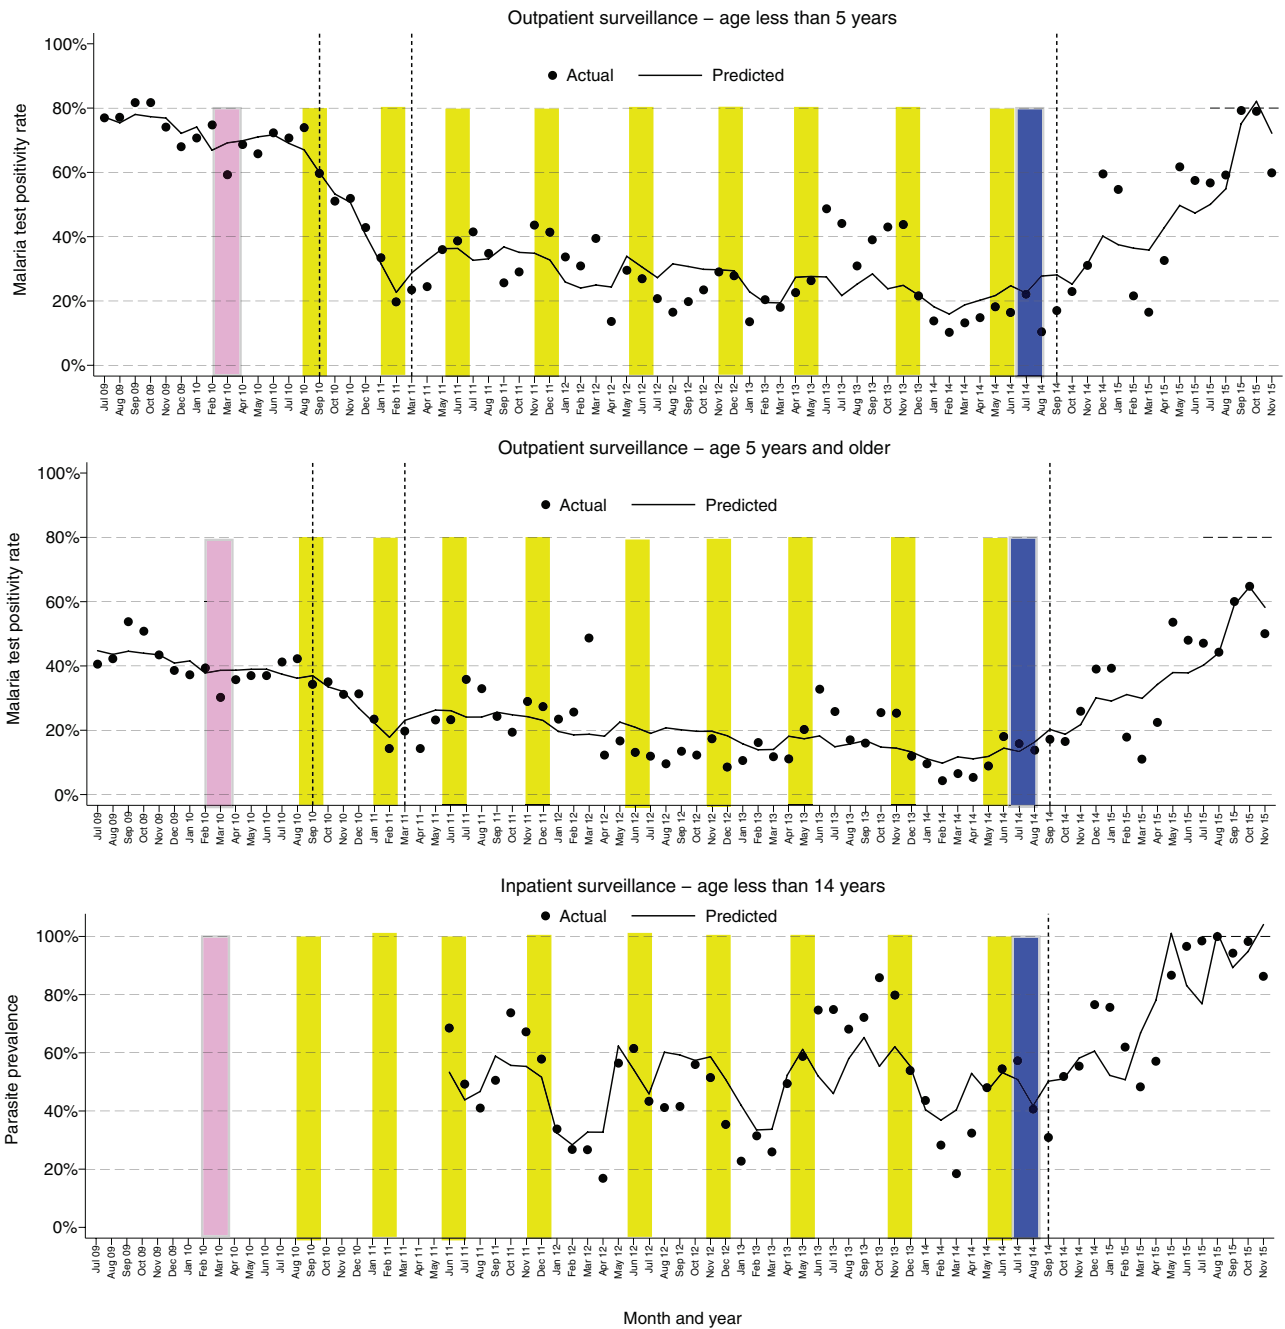 Outpatient surveillance – age less than 5 years
Actual Predicted
Malaria test positivity rate
100%
80%
60%
40%
20%
0%
Jul 09 Aug 09 Sep 09 Oct 09 Nov 09 Dec 09 Jan 10 Feb 10 Mar 10 Apr 10 May 10 Jun 10 Jul 10 Aug 10 Sep 10 Oct 10 Nov 10 Dec 10 Jan 11 Feb 11 Mar 11 Apr 11 May 11 Jun 11 Jul 11 Aug 11 Sep 11 Oct 11 Nov 11 Dec 11 Jan 12 Feb 12 Mar 12 Apr 12 May 12 Jun 12 Jul 12 Aug 12 Sep 12 Oct 12 Nov 12 Dec 12 Jan 13 Feb 13 Mar 13 Apr 13 May 13 Jun 13 Jul 13 Aug 13 Sep 13 Oct 13 Nov 13 Dec 13 Jan 14 Feb 14 Mar 14 Apr 14 May 14 Jun 14 Jul 14 Aug 14 Sep 14 Oct 14 Nov 14 Dec 14 Jan 15 Feb 15 Mar 15 Apr 15 May 15 Jun 15 Jul 15 Aug 15 Sep 15 Oct 15 Nov 15
Outpatient surveillance – age 5 years and older
Actual Predicted
Malaria test positivity rate
100%
80%
60%
40%
20%
0%
Jul 09 Aug 09 Sep 09 Oct 09 Nov 09 Dec 09 Jan 10 Feb 10 Mar 10 Apr 10 May 10 Jun 10 Jul 10 Aug 10 Sep 10 Oct 10 Nov 10 Dec 10 Jan 11 Feb 11 Mar 11 Apr 11 May 11 Jun 11 Jul 11 Aug 11 Sep 11 Oct 11 Nov 11 Dec 11 Jan 12 Feb 12 Mar 12 Apr 12 May 12 Jun 12 Jul 12 Aug 12 Sep 12 Oct 12 Nov 12 Dec 12 Jan 13 Feb 13 Mar 13 Apr 13 May 13 Jun 13 Jul 13 Aug 13 Sep 13 Oct 13 Nov 13 Dec 13 Jan 14 Feb 14 Mar 14 Apr 14 May 14 Jun 14 Jul 14 Aug 14 Sep 14 Oct 14 Nov 14 Dec 14 Jan 15 Feb 15 Mar 15 Apr 15 May 15 Jun 15 Jul 15 Aug 15 Sep 15 Oct 15 Nov 15
Inpatient surveillance – age less than 14 years
Actual Predicted
Parasite prevalence
100%
80%
60%
40%
20%
0%
Jul 09 Aug 09 Sep 09 Oct 09 Nov 09 Dec 09 Jan 10 Feb 10 Mar 10 Apr 10 May 10 Jun 10 Jul 10 Aug 10 Sep 10 Oct 10 Nov 10 Dec 10 Jan 11 Feb 11 Mar 11 Apr 11 May 11 Jun 11 Jul 11 Aug 11 Sep 11 Oct 11 Nov 11 Dec 11 Jan 12 Feb 12 Mar 12 Apr 12 May 12 Jun 12 Jul 12 Aug 12 Sep 12 Oct 12 Nov 12 Dec 12 Jan 13 Feb 13 Mar 13 Apr 13 May 13 Jun 13 Jul 13 Aug 13 Sep 13 Oct 13 Nov 13 Dec 13 Jan 14 Feb 14 Mar 14 Apr 14 May 14 Jun 14 Jul 14 Aug 14 Sep 14 Oct 14 Nov 14 Dec 14 Jan 15 Feb 15 Mar 15 Apr 15 May 15 Jun 15 Jul 15 Aug 15 Sep 15 Oct 15 Nov 15
Month and year